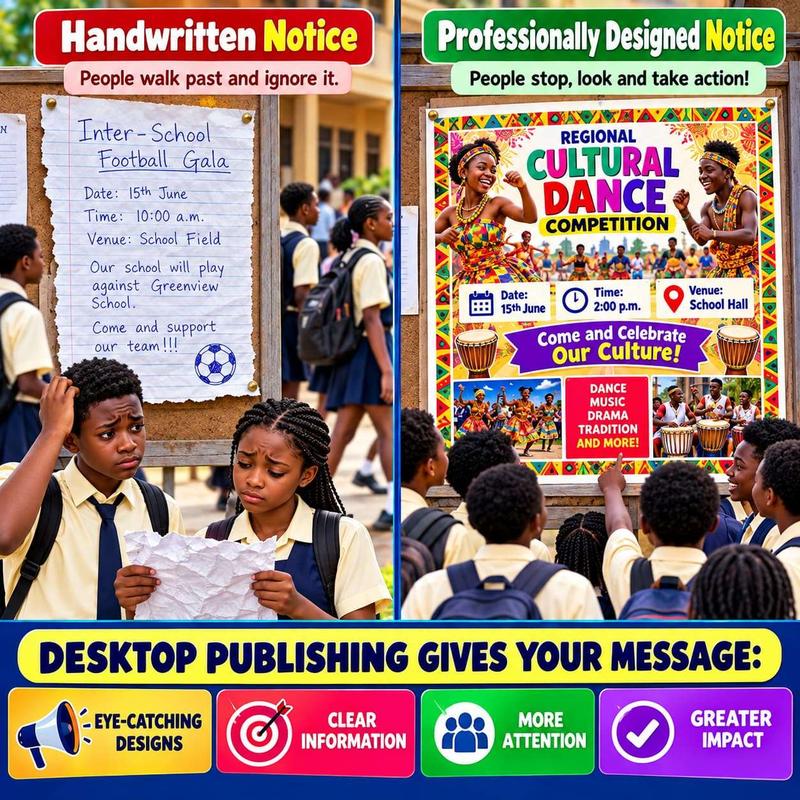 Handwritten Notice
People walk past and ignore it.
Inter-School
Football Gala
Date: 15th June
Time: 10:00 a.m.
Venue: School Field
Our school will play
against Greenview
School.
Come and support
our team!!!
Professionally Designed Notice
People stop, look and take action!
REGIONAL
CULTURAL
DANCE
COMPETITION
Date:
15th June
Time:
2:00 p.m.
Venue:
School Hall
Come and Celebrate
Our Culture!
DANCE
MUSIC
DRAMA
TRADITION
AND MORE!
DESKTOP PUBLISHING GIVES YOUR MESSAGE:
EYE-CATCHING
DESIGNS
CLEAR
INFORMATION
MORE
ATTENTION
GREATER
IMPACT